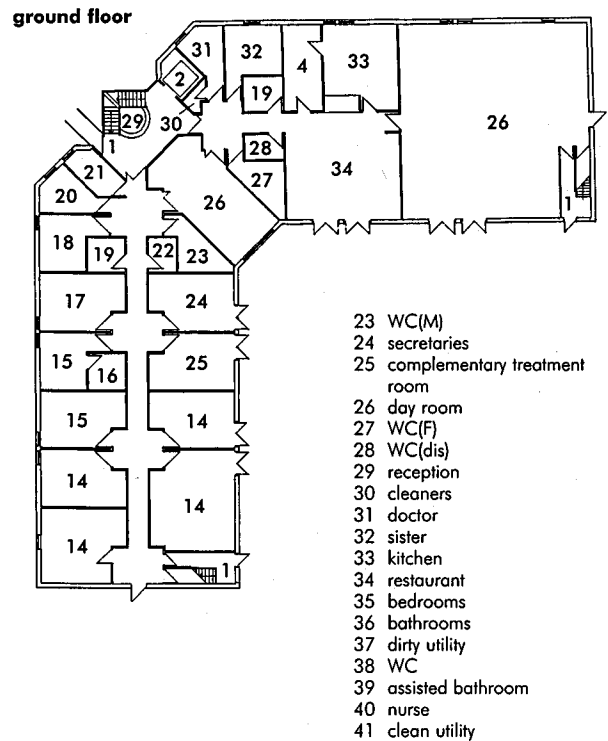 ground floor
31
32
4
33
2
19
29
30
26
1
28
21
34
27
20
26
1
18
19
22
23
17
24
15
16
25
15
14
14
14
14
1
23 WC(M)
24 secretaries
25 complementary treatment
room
26 day room
27 WC(F)
28 WC(dis)
29 reception
30 cleaners
31 doctor
32 sister
33 kitchen
34 restaurant
35 bedrooms
36 bathrooms
37 dirty utility
38 WC
39 assisted bathroom
40 nurse
41 clean utility